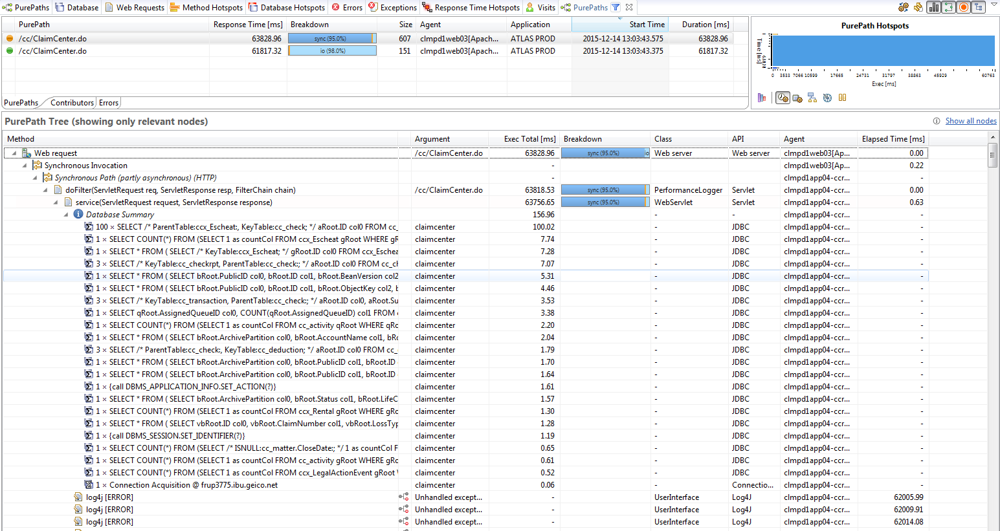 PurePaths Database Web Requests Method Hotspots Database Hotspots Errors Exceptions Response Time Hotspots Visits PurePaths
PurePath Response Time [ms] Breakdown Size Agent Application Start Time Duration [ms]
/cc/ClaimCenter.do 63828.96 sync (95.0%) 607 clmpd1web03[Apach... ATLAS PROD 2015-12-14 13:03:43.575 63828.96
/cc/ClaimCenter.do 61817.32 io (98.0%) 151 clmpd1web03[Apach... ATLAS PROD 2015-12-14 13:03:43.375 61817.32
PurePaths Contributors Errors
PurePath Hotspots
Time [ms]
61828
0 3533 7066 10599 17665 24731 31797 38863 45929 60763
Exec [ms]
PurePath Tree (showing only relevant nodes) Show all nodes
Method Argument Exec Total [ms] Breakdown Class API Agent Elapsed Time [ms]
Web request /cc/ClaimCenter.do 63828.96 sync (95.0%) io Web server Web server clmpd1web03[Ap... 0.00
Synchronous Invocation - clmpd1web03[Ap... 0.22
Synchronous Path (partly asynchronous) (HTTP) - clmpd1app04-ccr... -
doFilter(ServletRequest req, ServletResponse resp, FilterChain chain) /cc/ClaimCenter.do 63818.53 sync (95.0%) PerformanceLogger Servlet clmpd1app04-ccr... 0.00
service(ServletRequest request, ServletResponse response) 63756.65 sync (95.0%) WebServlet Servlet clmpd1app04-ccr... 0.63
Database Summary 156.96 - - clmpd1app04-ccr... -
100 × SELECT /* ParentTable:ccx_Escheat:, KeyTable:cc_check; */ aRoot.ID col0 FROM cc_ claimcenter 100.02 - JDBC clmpd1app04-ccr... -
1 × SELECT COUNT(*) FROM (SELECT 1 as countCol FROM ccx_Escheat gRoot WHERE gR claimcenter 7.74 - JDBC clmpd1app04-ccr... -
1 × SELECT * FROM ( SELECT /* KeyTable:ccx_Escheat; */ gRoot.ID col0 FROM ccx_Eschea claimcenter 7.28 - JDBC clmpd1app04-ccr... -
3 × SELECT /* KeyTable:cc_checkrpt, ParentTable:cc_check:; */ aRoot.ID col0 FROM cc_ch claimcenter 7.07 - JDBC clmpd1app04-ccr... -
1 × SELECT * FROM ( SELECT bRoot.PublicID col0, bRoot.ID col1, bRoot.BeanVersion col2 claimcenter 5.31 - JDBC clmpd1app04-ccr... -
1 × SELECT * FROM ( SELECT bRoot.PublicID col0, bRoot.ID col1, bRoot.ObjectKey col2, b claimcenter 4.46 - JDBC clmpd1app04-ccr... -
3 × SELECT /* KeyTable:cc_transaction, ParentTable:cc_check:; */ aRoot.ID col0, aRoot.Su claimcenter 3.53 - JDBC clmpd1app04-ccr... -
1 × SELECT qRoot.AssignedQueueID col0, COUNT(qRoot.AssignedQueueID) col1 FROM c claimcenter 3.38 - JDBC clmpd1app04-ccr... -
1 × SELECT COUNT(*) FROM (SELECT 1 as countCol FROM cc_activity qRoot WHERE qRo claimcenter 2.20 - JDBC clmpd1app04-ccr... -
1 × SELECT * FROM ( SELECT bRoot.ArchivePartition col0, bRoot.AccountName col1, bRo claimcenter 2.04 - JDBC clmpd1app04-ccr... -
3 × SELECT /* ParentTable:cc_check:, KeyTable:cc_deduction; */ aRoot.ID col0 FROM cc_ claimcenter 1.79 - JDBC clmpd1app04-ccr... -
1 × SELECT * FROM ( SELECT bRoot.ArchivePartition col0, bRoot.PublicID col1, bRoot.ID claimcenter 1.70 - JDBC clmpd1app04-ccr... -
1 × SELECT * FROM ( SELECT bRoot.ArchivePartition col0, bRoot.PublicID col1, bRoot.ID claimcenter 1.64 - JDBC clmpd1app04-ccr... -
1 × {call DBMS_APPLICATION_INFO.SET_ACTION(?)} claimcenter 1.61 - JDBC clmpd1app04-ccr... -
1 × SELECT * FROM ( SELECT bRoot.ArchivePartition col0, bRoot.Status col1, bRoot.LifeC claimcenter 1.57 - JDBC clmpd1app04-ccr... -
1 × SELECT COUNT(*) FROM (SELECT 1 as countCol FROM ccx_Rental gRoot WHERE gRo claimcenter 1.30 - JDBC clmpd1app04-ccr... -
1 × SELECT * FROM ( SELECT vbRoot.ID col0, vbRoot.ClaimNumber col1, vbRoot.LossTyp claimcenter 1.28 - JDBC clmpd1app04-ccr... -
1 × {call DBMS_SESSION.SET_IDENTIFIER(?)} claimcenter 1.19 - JDBC clmpd1app04-ccr... -
1 × SELECT COUNT(*) FROM (SELECT /* ISNULL:cc_matter.CloseDate:; */ 1 as countCol F claimcenter 0.65 - JDBC clmpd1app04-ccr... -
1 × SELECT COUNT(*) FROM (SELECT 1 as countCol FROM cc_activity gRoot WHERE gRo claimcenter 0.61 - JDBC clmpd1app04-ccr... -
1 × SELECT COUNT(*) FROM (SELECT 1 as countCol FROM ccx_LegalActionEvent gRoot claimcenter 0.52 - JDBC clmpd1app04-ccr... -
1 × Connection Acquisition @ frup3775.ibu.geico.net claimcenter 0.06 - Connectio... clmpd1app04-ccr... -
log4j [ERROR] Unhandled except... - UserInterface Log4J clmpd1app04-ccr... 62005.99
log4j [ERROR] Unhandled except... - UserInterface Log4J clmpd1app04-ccr... 62009.91
log4j [ERROR] Unhandled except... - UserInterface Log4J clmpd1app04-ccr... 62014.08